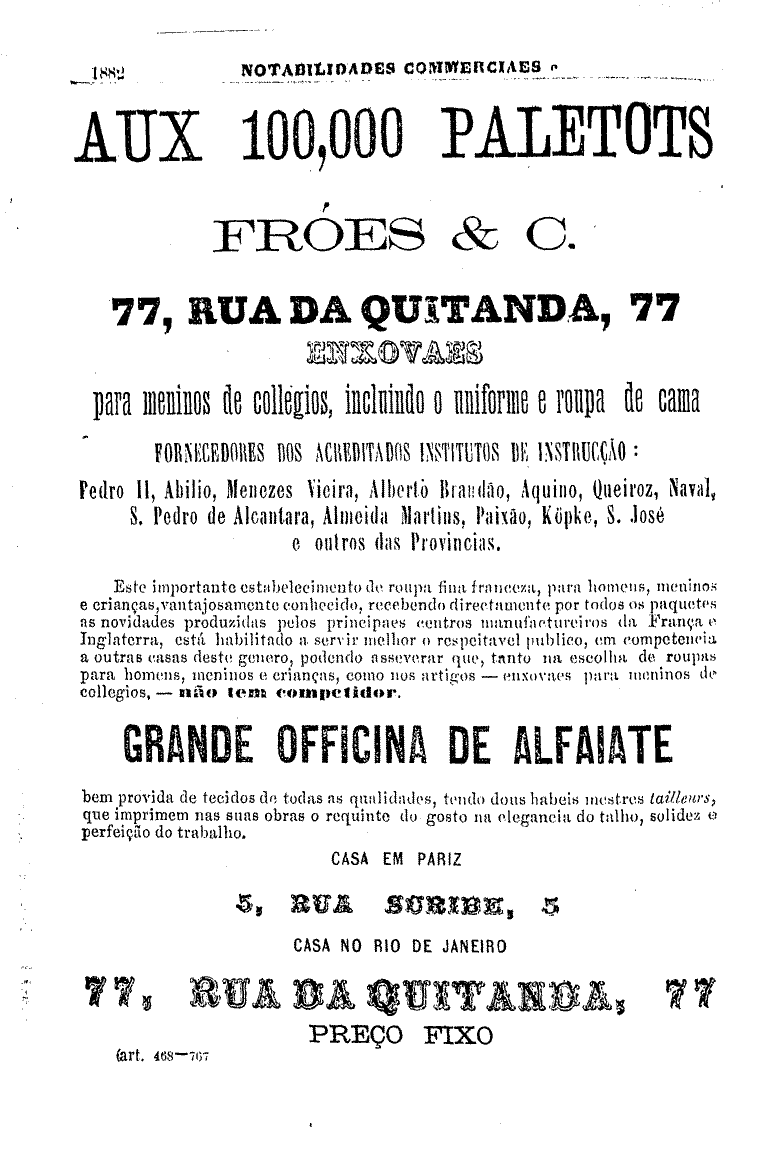 1882 NOTABILIDADES COMMERCIAES
AUX 100,000 PALETOTS
FRÓES & C.
77, RUA DA QUITANDA, 77
ENXOVAES
para meninos de collegios, incluindo o uniforme e roupa de cama
FORNECEDORES DOS ACREDITADOS INSTITUTOS DE INSTRUCÇÃO :
Pedro II, Abilio, Menezes Vieira, Alberto Brandão, Aquino, Queiroz, Naval,
S. Pedro de Alcantara, Almeida Martins, Paixão, Köpke, S. José
e outros das Provincias.
Este importante estabelecimento de roupa fina franceza, para homens, meninos
e crianças, vantajosamente conhecido, recebendo directamente por todos os paquetes
as novidades produzidas pelos principaes centros manufactureiros da França e
Inglaterra, está habilitado a servir melhor o respeitavel publico, em competencia
a outras casas deste genero, podendo asseverar que, tanto na escolha de roupas
para homens, meninos e crianças, como nos artigos — enxovaes para meninos de
collegios, — não tem competidor.
GRANDE OFFICINA DE ALFAIATE
bem provida de tecidos de todas as qualidades, tendo dous habeis mestres tailleurs,
que imprimem nas suas obras o requinte do gosto na elegancia do talho, solidez e
perfeição do trabalho.
CASA EM PARIZ
5, RUA SCRIBE, 5
CASA NO RIO DE JANEIRO
77, RUA DA QUITANDA, 77
PREÇO FIXO
(art. 468—767